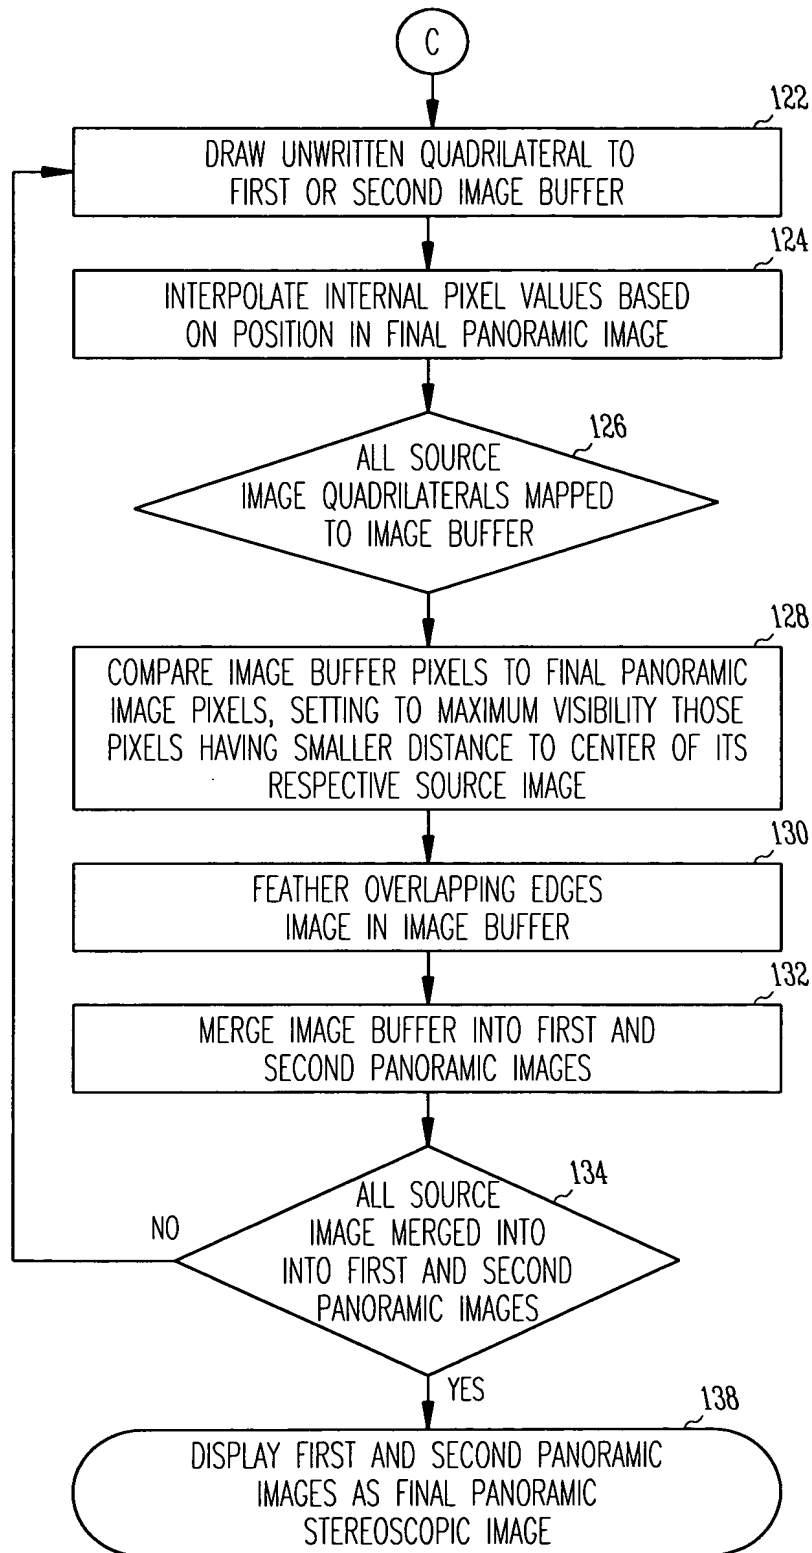 C
122
DRAW UNWRITTEN QUADRILATERAL TO
FIRST OR SECOND IMAGE BUFFER
124
INTERPOLATE INTERNAL PIXEL VALUES BASED
ON POSITION IN FINAL PANORAMIC IMAGE
126
ALL SOURCE
IMAGE QUADRILATERALS MAPPED
TO IMAGE BUFFER
128
COMPARE IMAGE BUFFER PIXELS TO FINAL PANORAMIC
IMAGE PIXELS, SETTING TO MAXIMUM VISIBILITY THOSE
PIXELS HAVING SMALLER DISTANCE TO CENTER OF ITS
RESPECTIVE SOURCE IMAGE
130
FEATHER OVERLAPPING EDGES
IMAGE IN IMAGE BUFFER
132
MERGE IMAGE BUFFER INTO FIRST AND
SECOND PANORAMIC IMAGES
134
ALL SOURCE
IMAGE MERGED INTO
INTO FIRST AND SECOND
PANORAMIC IMAGES
NO
YES
138
DISPLAY FIRST AND SECOND PANORAMIC
IMAGES AS FINAL PANORAMIC
STEREOSCOPIC IMAGE